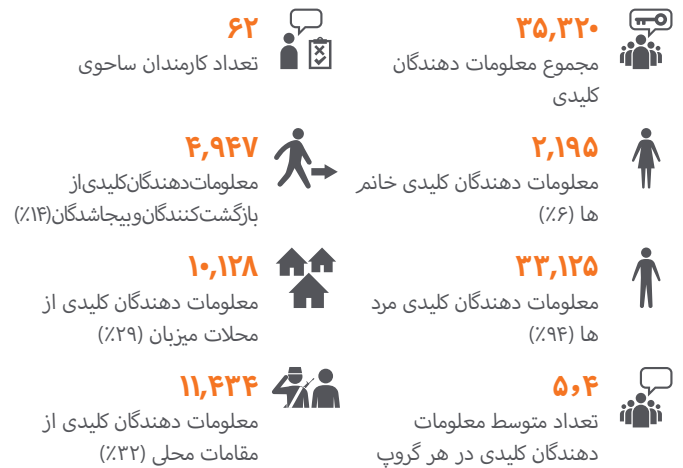 ۳۵,۳۲۰
مجموع معلومات دهندگان
کلیدی
۶۲
تعداد کارمندان ساحوی
۲,۱۹۵
معلومات دهندگان کلیدی خانم
ها (۶٪)
۴,۹۴۷
معلومات‌دهندگان‌کلیدی‌از
بازگشت‌کنندگان‌وبیجاشدگان(۱۴٪)
۳۳,۱۲۵
معلومات دهندگان کلیدی مرد
ها (۹۴٪)
۱۰,۱۲۸
معلومات دهندگان کلیدی از
محلات میزبان (۲۹٪)
۵,۴
تعداد متوسط معلومات
دهندگان کلیدی در هر گروپ
۱۱,۴۳۴
معلومات دهندگان کلیدی از
مقامات محلی (۳۲٪)